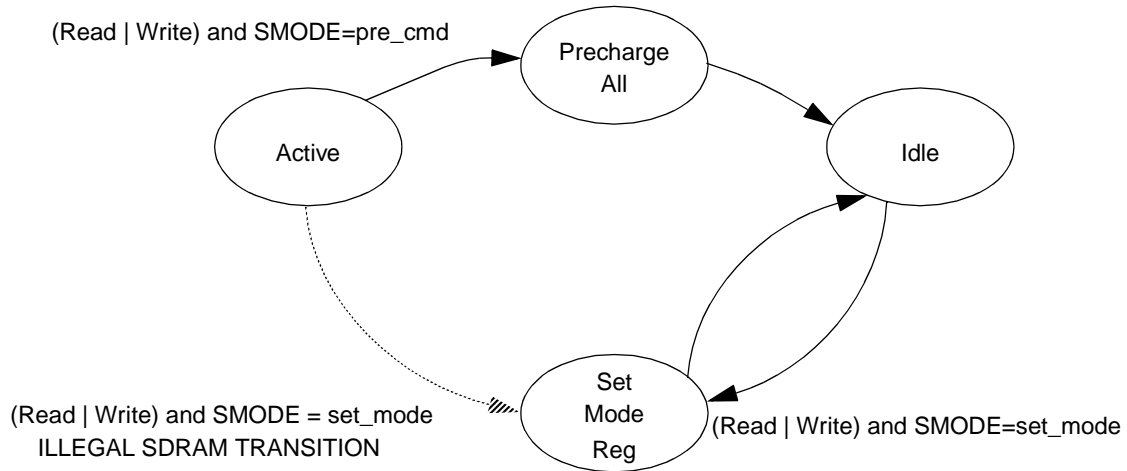 (Read | Write) and SMODE=pre_cmd
Precharge
All
Active
Idle
Set
Mode
Reg
(Read | Write) and SMODE = set_mode
ILLEGAL SDRAM TRANSITION
(Read | Write) and SMODE=set_mode